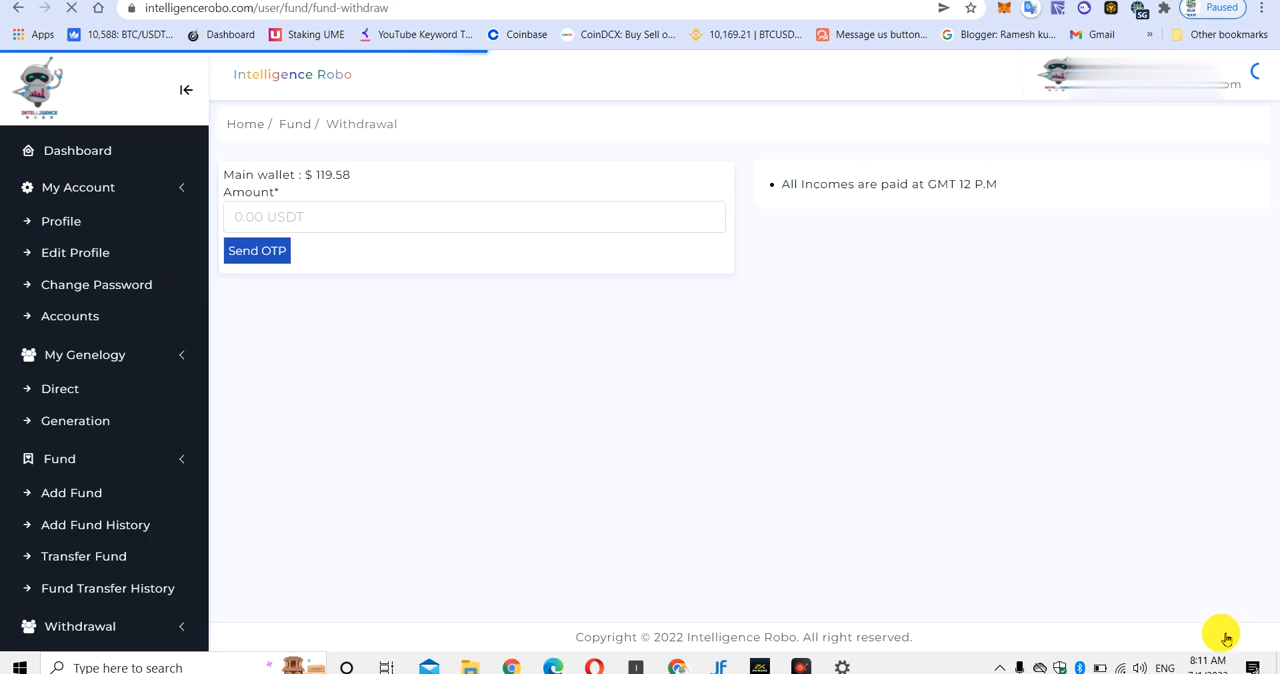 intelligencerobo.com/user/fund/fund-withdraw
Paused
Apps
10,588: BTC/USDT...
Dashboard
Staking UME
YouTube Keyword T...
Coinbase
CoinDCX: Buy Sell o...
10,169.21 | BTCUSD...
Message us button...
Blogger: Ramesh ku...
Gmail
»
Other bookmarks
INTELLIGENCE
Intelligence Robo
om
Home / Fund / Withdrawal
Dashboard
My Account
Profile
Edit Profile
Change Password
Accounts
My Genelogy
Direct
Generation
Fund
Add Fund
Add Fund History
Transfer Fund
Fund Transfer History
Withdrawal
Main wallet : $ 119.58
Amount*
0.00 USDT
Send OTP
• All Incomes are paid at GMT 12 P.M
Copyright © 2022 Intelligence Robo. All right reserved.
Type here to search
JF
ENG
8:11 AM